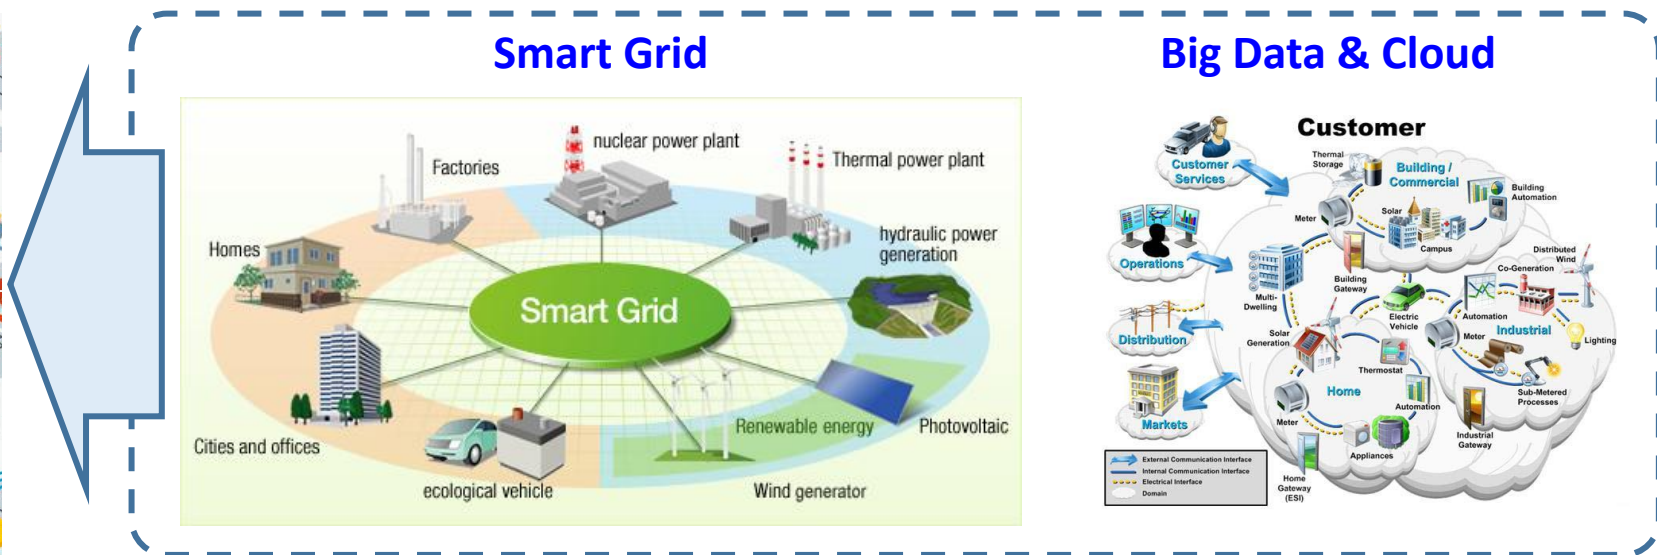 Smart Grid
Big Data & Cloud
nuclear power plant
Factories
Thermal power plant
Homes
hydraulic power
generation
Smart Grid
Renewable energy
Photovoltaic
Cities and offices
ecological vehicle
Wind generator
Customer
Customer
Services
Thermal
Storage
Building /
Commercial
Building
Automation
Meter
Solar
Campus
Operations
Multi-
Dwelling
Building
Gateway
Distributed
Wind
Co-Generation
Electric
Vehicle
Automation
Distribution
Solar
Generation
Meter
Industrial
Lighting
Thermostat
Home
Automation
Sub-Metered
Processes
Markets
Meter
Appliances
Industrial
Gateway
Home
Gateway
(ESI)
External Communication Interface
Internal Communication Interface
Electrical Interface
Domain